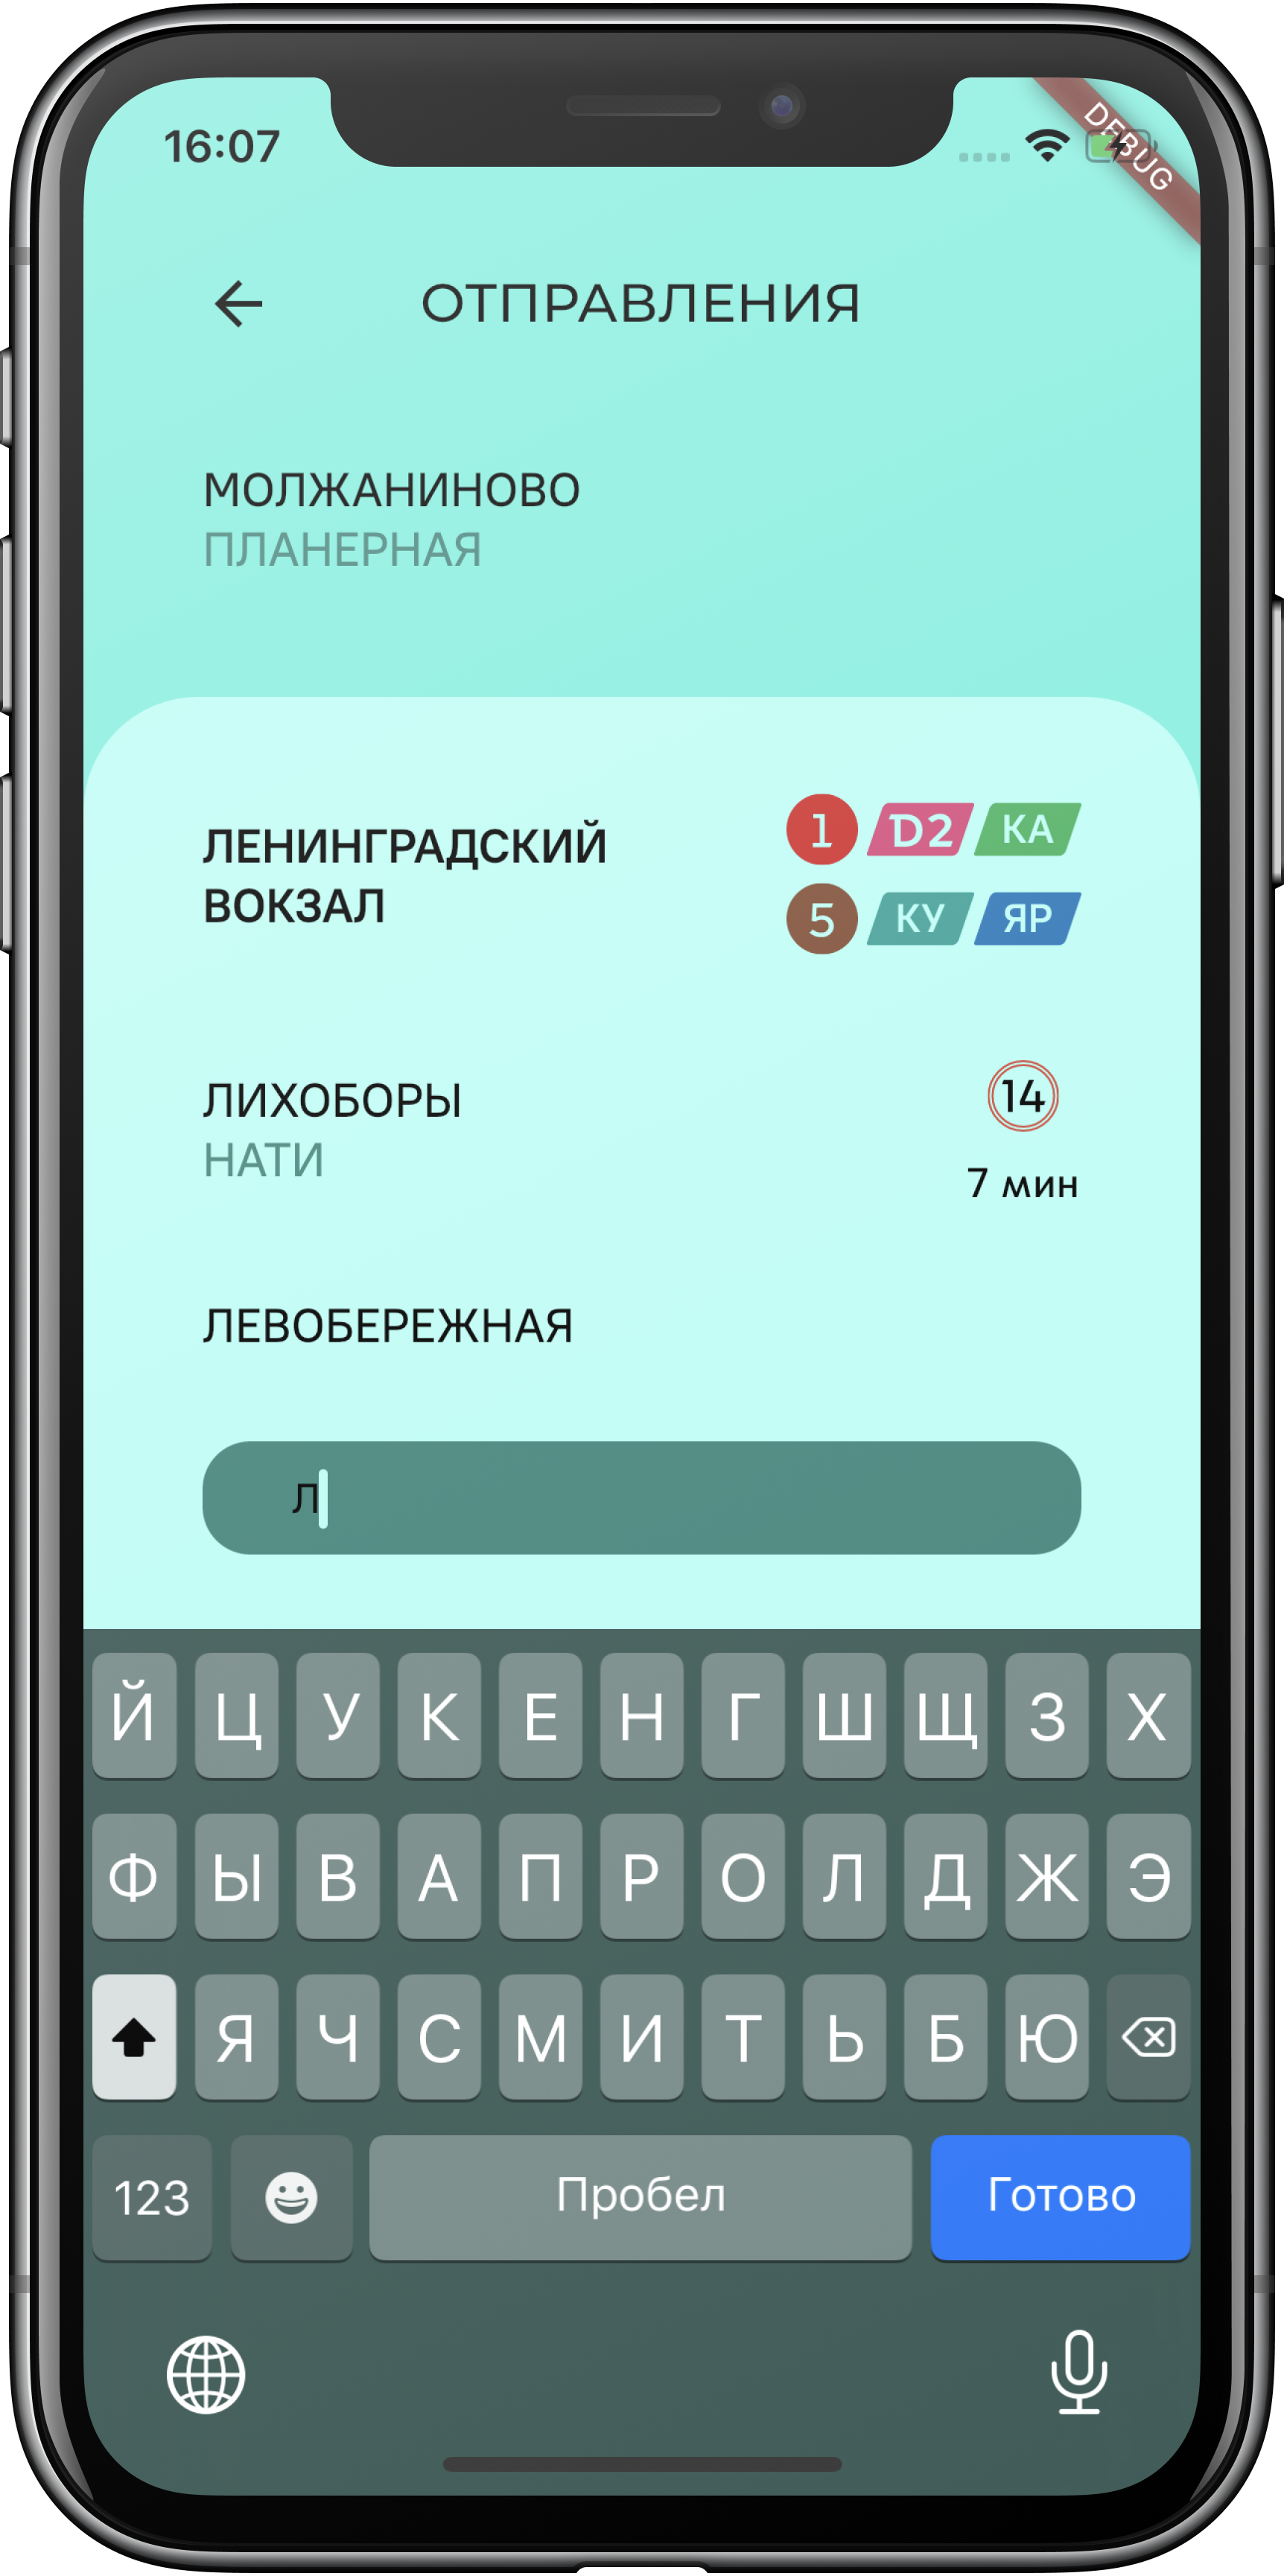 16:07
DEBUG
ОТПРАВЛЕНИЯ
МОЛЖАНИНОВО
ПЛАНЕРНАЯ
ЛЕНИНГРАДСКИЙ
ВОКЗАЛ
1 D2 КА
5 КУ ЯР
ЛИХОБОРЫ
НАТИ
14
7 мин
ЛЕВОБЕРЕЖНАЯ
Л
Й Ц У К Е Н Г Ш Щ З Х
Ф Ы В А П Р О Л Д Ж Э
Я Ч С М И Т Ь Б Ю
123 Пробел Готово